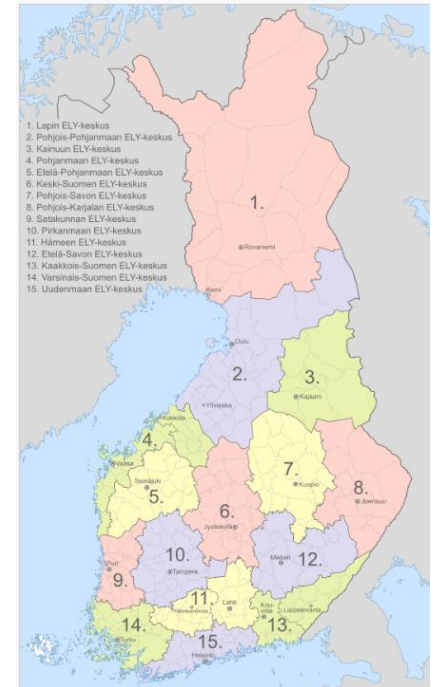 1. Lapin ELY-keskus
2. Pohjois-Pohjanmaan ELY-keskus
3. Kainuun ELY-keskus
4. Pohjanmaan ELY-keskus
5. Etelä-Pohjanmaan ELY-keskus
6. Keski-Suomen ELY-keskus
7. Pohjois-Savon ELY-keskus
8. Pohjois-Karjalan ELY-keskus
9. Satakunnan ELY-keskus
10. Pirkanmaan ELY-keskus
11. Hämeen ELY-keskus
12. Etelä-Savon ELY-keskus
13. Kaakkois-Suomen ELY-keskus
14. Varsinais-Suomen ELY-keskus
15. Uudenmaan ELY-keskus
1.
Rovaniemi
Kemi
Oulu
2.
3.
Ylivieska
Kajaani
Kokkola
4.
Vaasa
Seinäjoki
5.
7.
Kuopio
8.
Joensuu
6.
Jyväskylä
10.
Tampere
Mikkeli
12.
Pori
9.
11.
Hämeenlinna
Lahti
Kou-
vola
Lappeenranta
13.
14.
Turku
15.
Helsinki